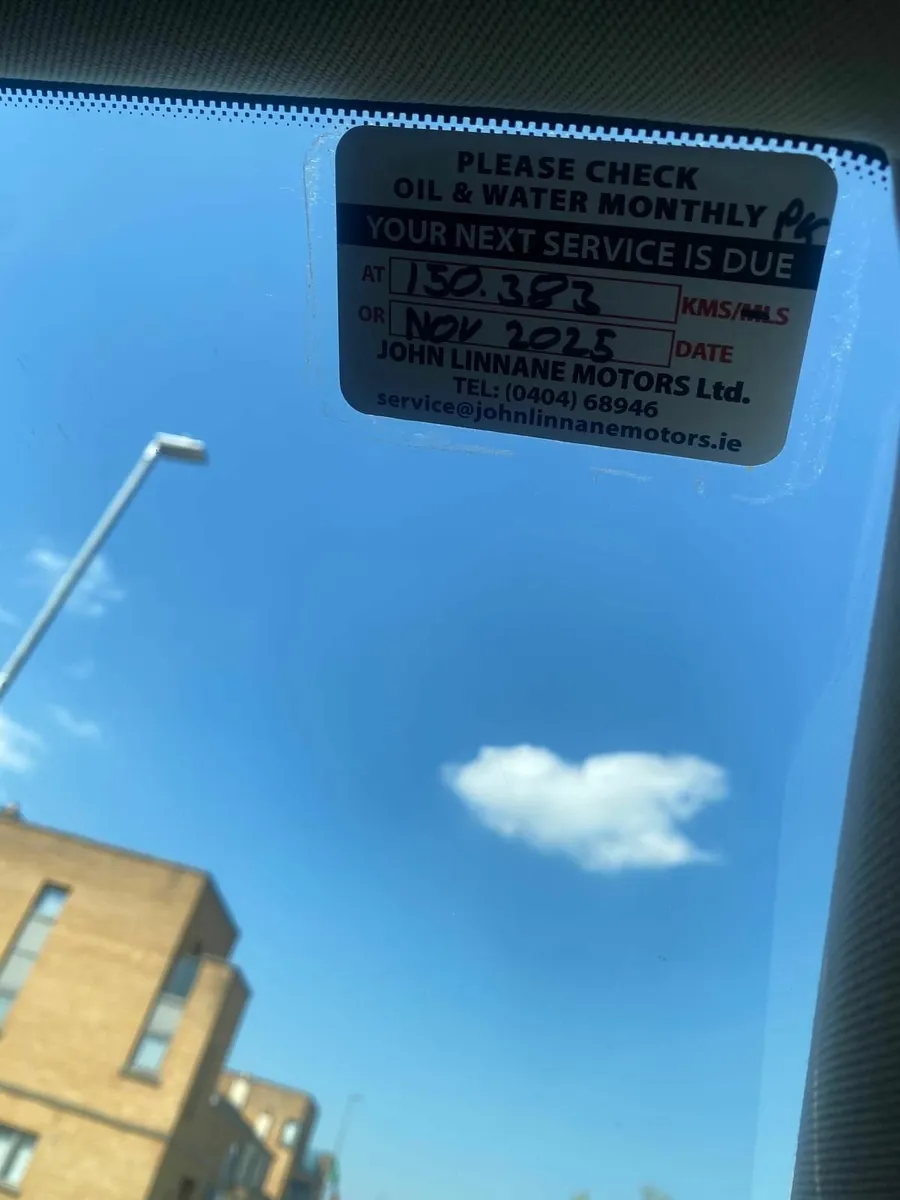 PLEASE CHECK
OIL & WATER MONTHLY PK
YOUR NEXT SERVICE IS DUE
AT 150.383 KMS/MLS
OR NOV 2025 DATE
JOHN LINNANE MOTORS Ltd.
TEL: (0404) 68946
service@johnlinnanemotors.ie